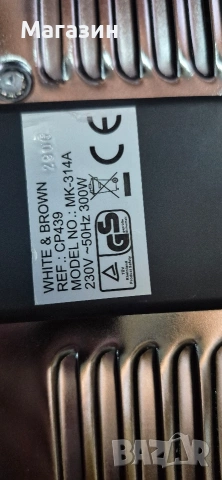 Магазин
WHITE & BROWN
REF.: CP439
MODEL NO.: MK-314A
230V ~50Hz 300W
CE
GS
BAZAR